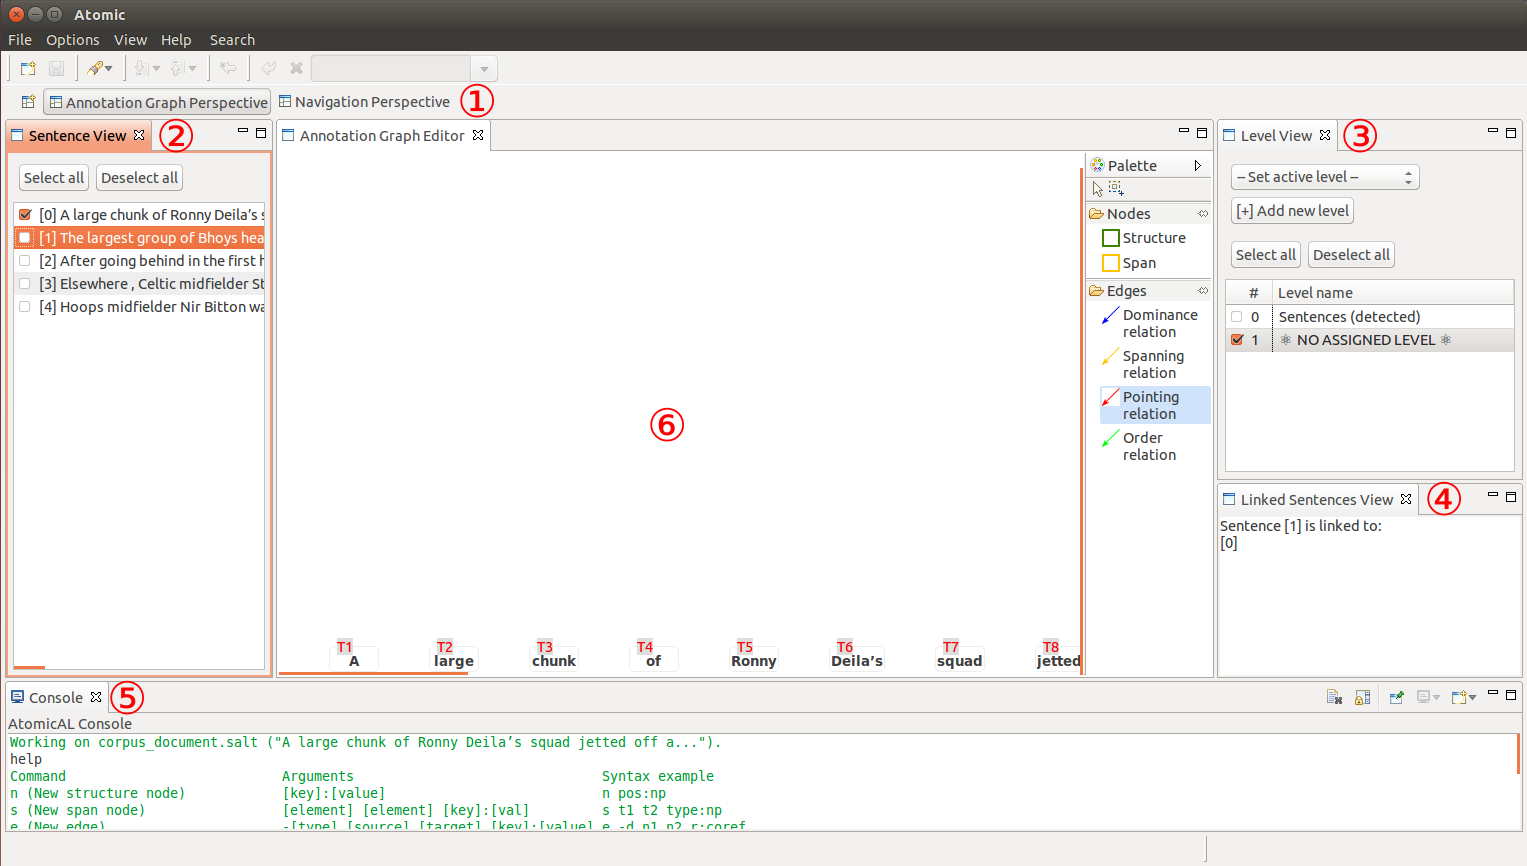 Atomic
File Options View Help Search
Annotation Graph Perspective Navigation Perspective ①
Sentence View ②
Select all Deselect all
[0] A large chunk of Ronny Deila’s s
[1] The largest group of Bhoys hea
[2] After going behind in the first h
[3] Elsewhere , Celtic midfielder St
[4] Hoops midfielder Nir Bitton wa
Annotation Graph Editor
⑥
T1 T2 T3 T4 T5 T6 T7 T8
A large chunk of Ronny Deila’s squad jetted
Palette
Nodes
Structure
Span
Edges
Dominance
relation
Spanning
relation
Pointing
relation
Order
relation
Level View ③
-- Set active level --
[+] Add new level
Select all Deselect all
# Level name
0 Sentences (detected)
1 ⚛ NO ASSIGNED LEVEL ⚛
Linked Sentences View ④
Sentence [1] is linked to:
[0]
Console ⑤
AtomicAL Console
Working on corpus_document.salt ("A large chunk of Ronny Deila’s squad jetted off a...").
help
Command Arguments Syntax example
n (New structure node) [key]:[value] n pos:np
s (New span node) [element] [element] [key]:[val] s t1 t2 type:np
e (New edge) -[type] [source] [target] [key]:[value] e -d n1 n2 r:coref